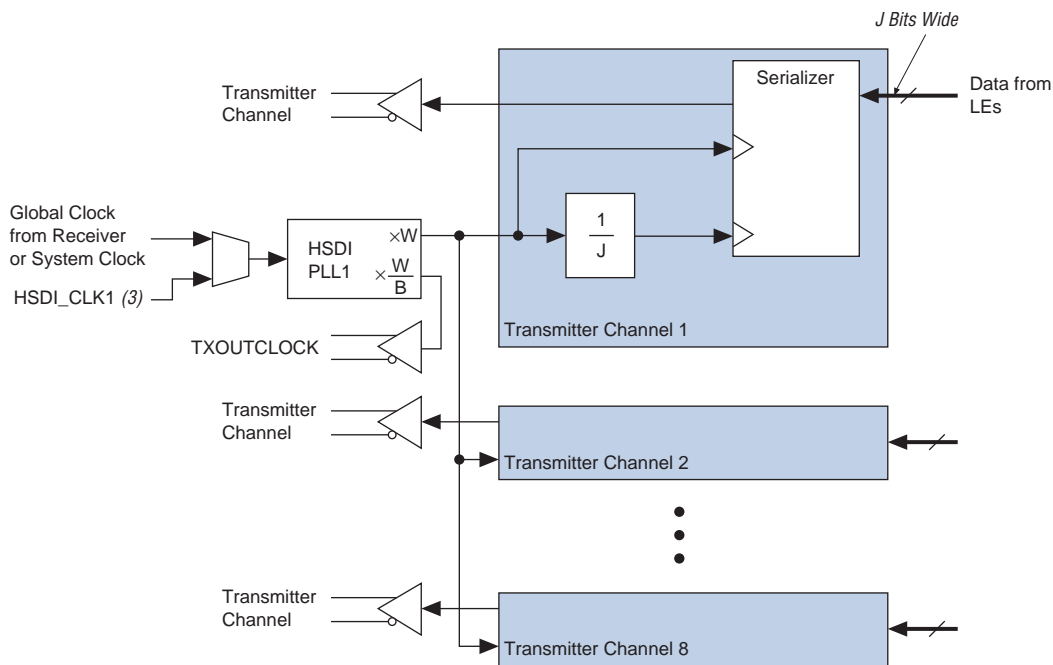 J Bits Wide
Serializer
Data from
LEs
Transmitter
Channel
Global Clock
from Receiver
or System Clock
HSDI_CLK1 (3)
HSDI
PLL1
×W
×W
B
1
J
Transmitter Channel 1
TXOUTCLOCK
Transmitter
Channel
Transmitter Channel 2
Transmitter
Channel
Transmitter Channel 8